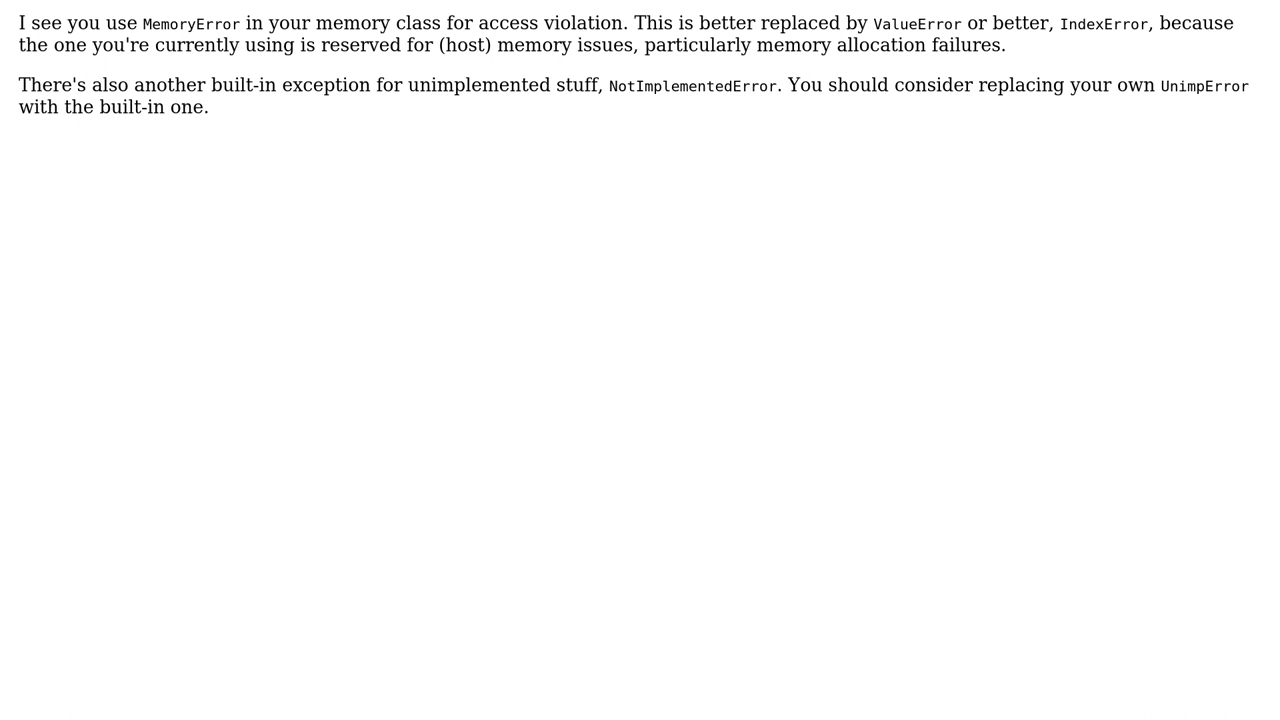 I see you use MemoryError in your memory class for access violation. This is better replaced by ValueError or better, IndexError, because
the one you're currently using is reserved for (host) memory issues, particularly memory allocation failures.
There's also another built-in exception for unimplemented stuff, NotImplementedError. You should consider replacing your own UnimpError
with the built-in one.